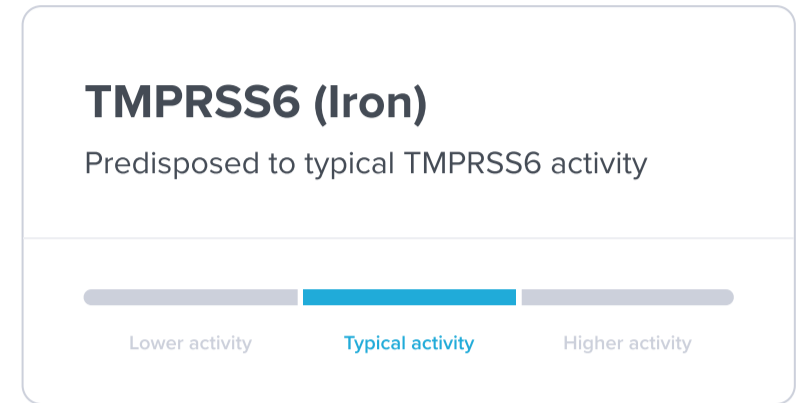 TMPRSS6 (Iron)
Predisposed to typical TMPRSS6 activity
Lower activity
Typical activity
Higher activity